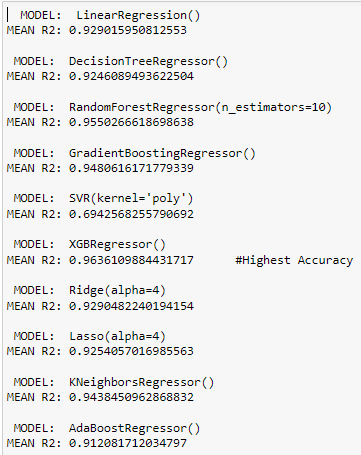 MODEL:  LinearRegression()
MEAN R2: 0.929015950812553
MODEL:  DecisionTreeRegressor()
MEAN R2: 0.9246089493622504
MODEL:  RandomForestRegressor(n_estimators=10)
MEAN R2: 0.9550266618698638
MODEL:  GradientBoostingRegressor()
MEAN R2: 0.9480616171779339
MODEL:  SVR(kernel='poly')
MEAN R2: 0.6942568255790692
MODEL:  XGBRegressor()
MEAN R2: 0.9636109884431717      #Highest Accuracy
MODEL:  Ridge(alpha=4)
MEAN R2: 0.9290482240194154
MODEL:  Lasso(alpha=4)
MEAN R2: 0.9254057016985563
MODEL:  KNeighborsRegressor()
MEAN R2: 0.9438450962868832
MODEL:  AdaBoostRegressor()
MEAN R2: 0.912081712034797